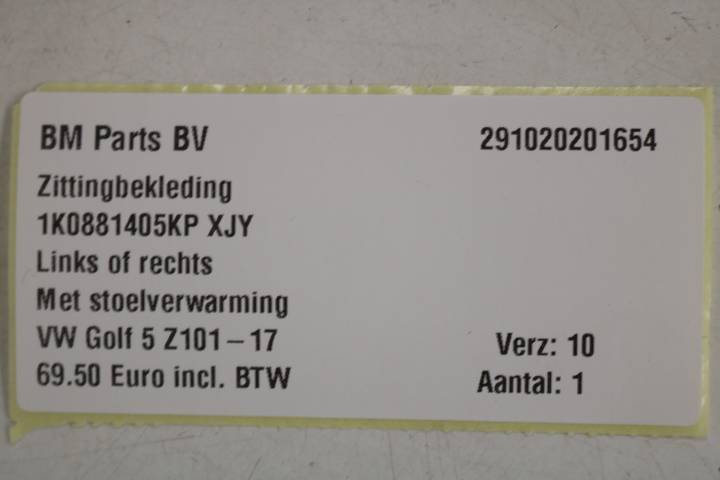 BM Parts BV 291020201654
Zittingbekleding
1K0881405KP XJY
Links of rechts
Met stoelverwarming
VW Golf 5 Z101-17 Verz: 10
69.50 Euro incl. BTW Aantal: 1